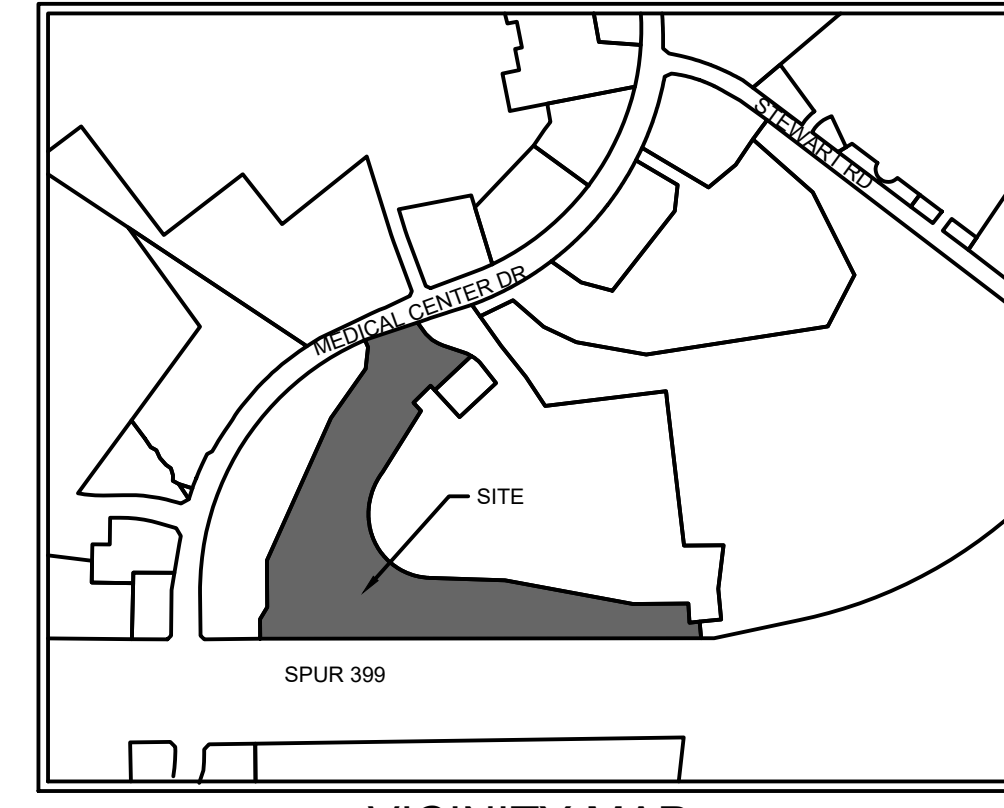 STEWART RD
MEDICAL CENTER DR
SITE
SPUR 399
VICINITY MAP